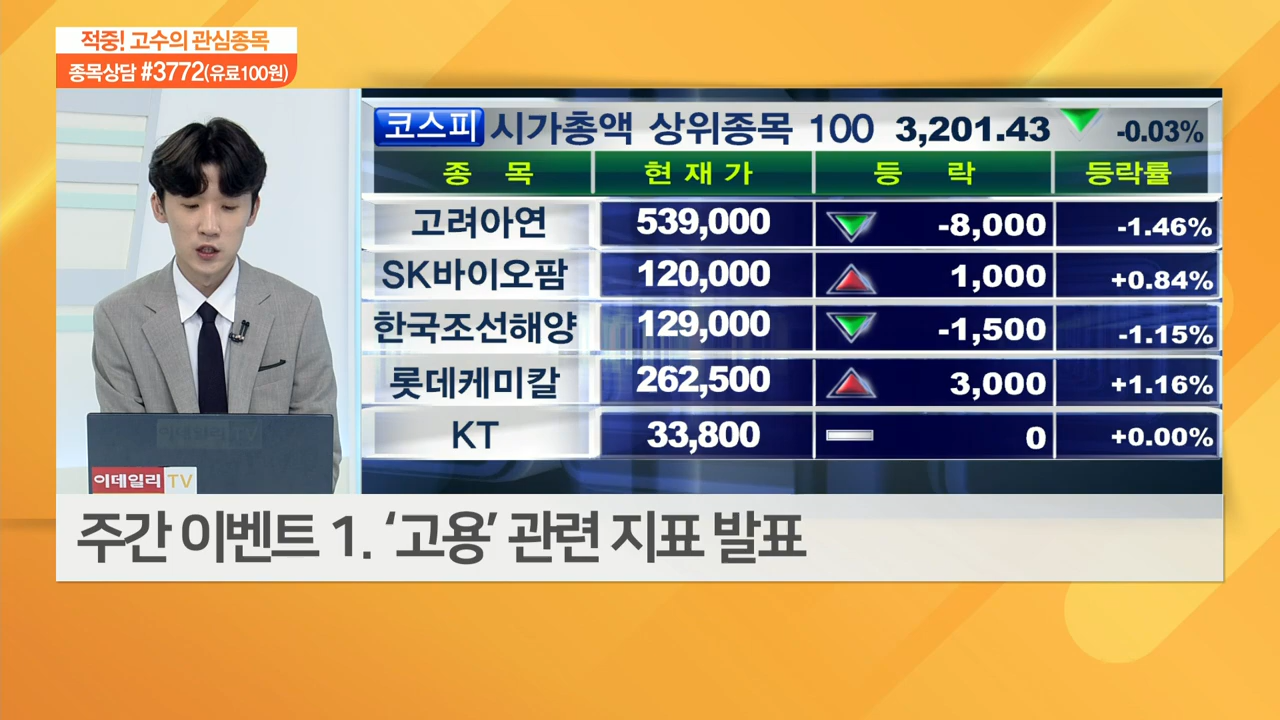 적중! 고수의 관심종목
종목상담 #3772(유료100원)
코스피 시가총액 상위종목 100 3,201.43 -0.03%
종 목 현 재 가 등 락 등락률
고려아연 539,000 -8,000 -1.46%
SK바이오팜 120,000 1,000 +0.84%
한국조선해양 129,000 -1,500 -1.15%
롯데케미칼 262,500 3,000 +1.16%
KT 33,800 0 +0.00%
이데일리 TV
주간 이벤트 1. ‘고용’ 관련 지표 발표